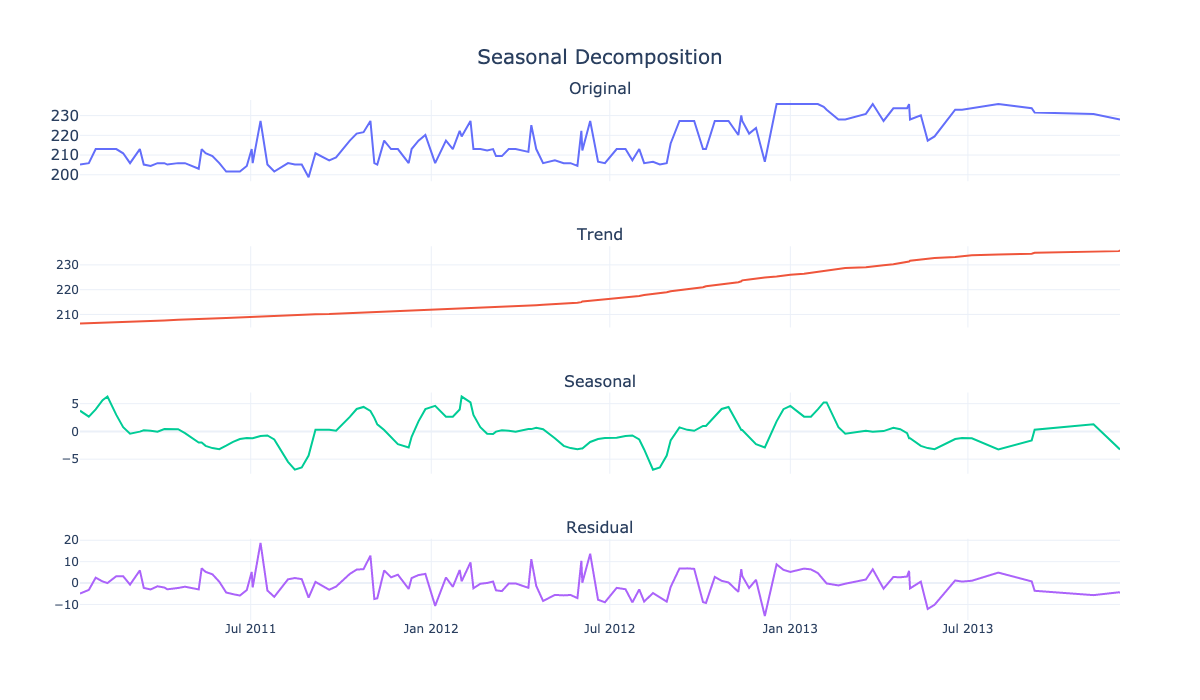 Seasonal Decomposition
Original
230
220
210
200
Trend
230
220
210
Seasonal
5
0
−5
Residual
20
10
0
−10
Jul 2011 Jan 2012 Jul 2012 Jan 2013 Jul 2013